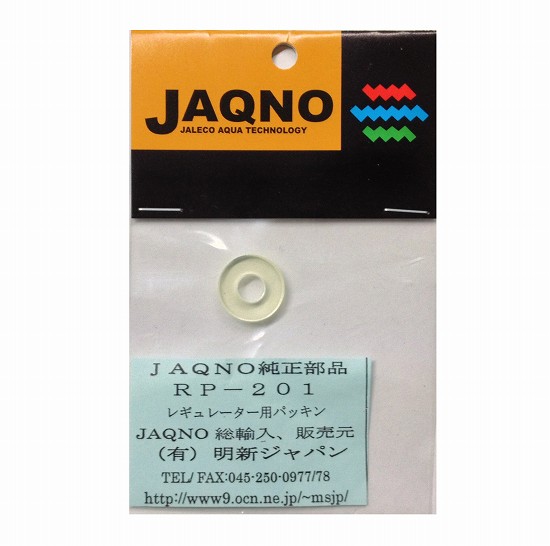 JAQNO
JALECO AQUA TECHNOLOGY
JAQNO純正部品
RP-201
レギュレーター用パッキン
JAQNO 総輸入、販売元
（有）明新ジャパン
TEL/ FAX:045-250-0977/78
http://www9.ocn.ne.jp/~msjp/